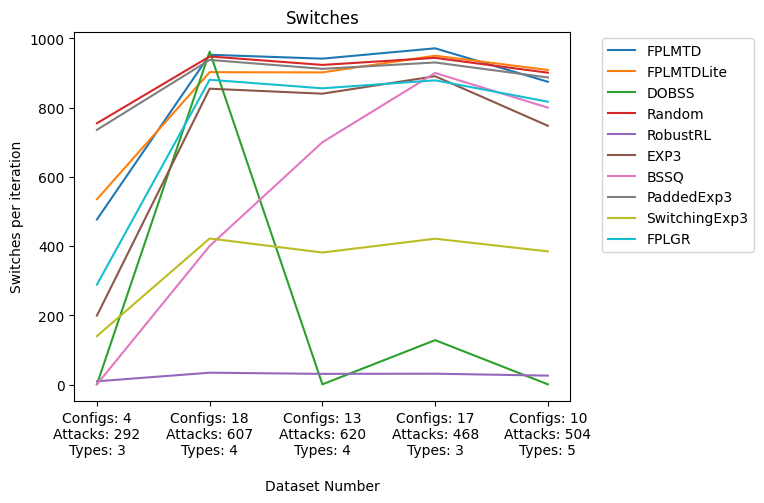 Switches
1000
800
600
400
200
0
Switches per iteration
Configs: 4
Attacks: 292
Types: 3
Configs: 18
Attacks: 607
Types: 4
Configs: 13
Attacks: 620
Types: 4
Configs: 17
Attacks: 468
Types: 3
Configs: 10
Attacks: 504
Types: 5
Dataset Number
FPLMTD
FPLMTDLite
DOBSS
Random
RobustRL
EXP3
BSSQ
PaddedExp3
SwitchingExp3
FPLGR